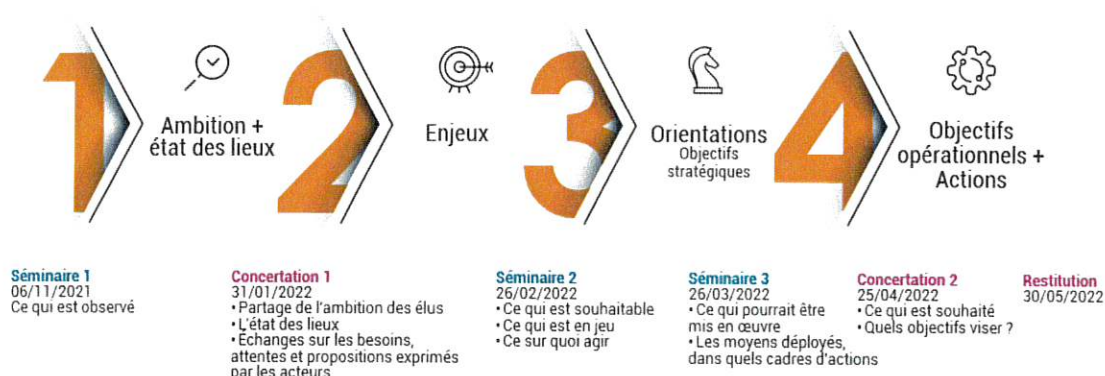 1
Ambition +
état des lieux
2
Enjeux
3
Orientations
Objectifs
stratégiques
4
Objectifs
opérationnels +
Actions
Séminaire 1
06/11/2021
Ce qui est observé
Concertation 1
31/01/2022
• Partage de l'ambition des élus
• L'état des lieux
• Échanges sur les besoins,
attentes et propositions exprimés
par les acteurs
Séminaire 2
26/02/2022
• Ce qui est souhaitable
• Ce qui est en jeu
• Ce sur quoi agir
Séminaire 3
26/03/2022
• Ce qui pourrait être
mis en œuvre
• Les moyens déployés,
dans quels cadres d'actions
Concertation 2
25/04/2022
• Ce qui est souhaité
• Quels objectifs viser ?
Restitution
30/05/2022